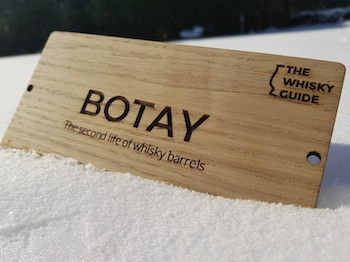 THE
WHISKY
GUIDE
BOTAY
The second life of whisky barrels